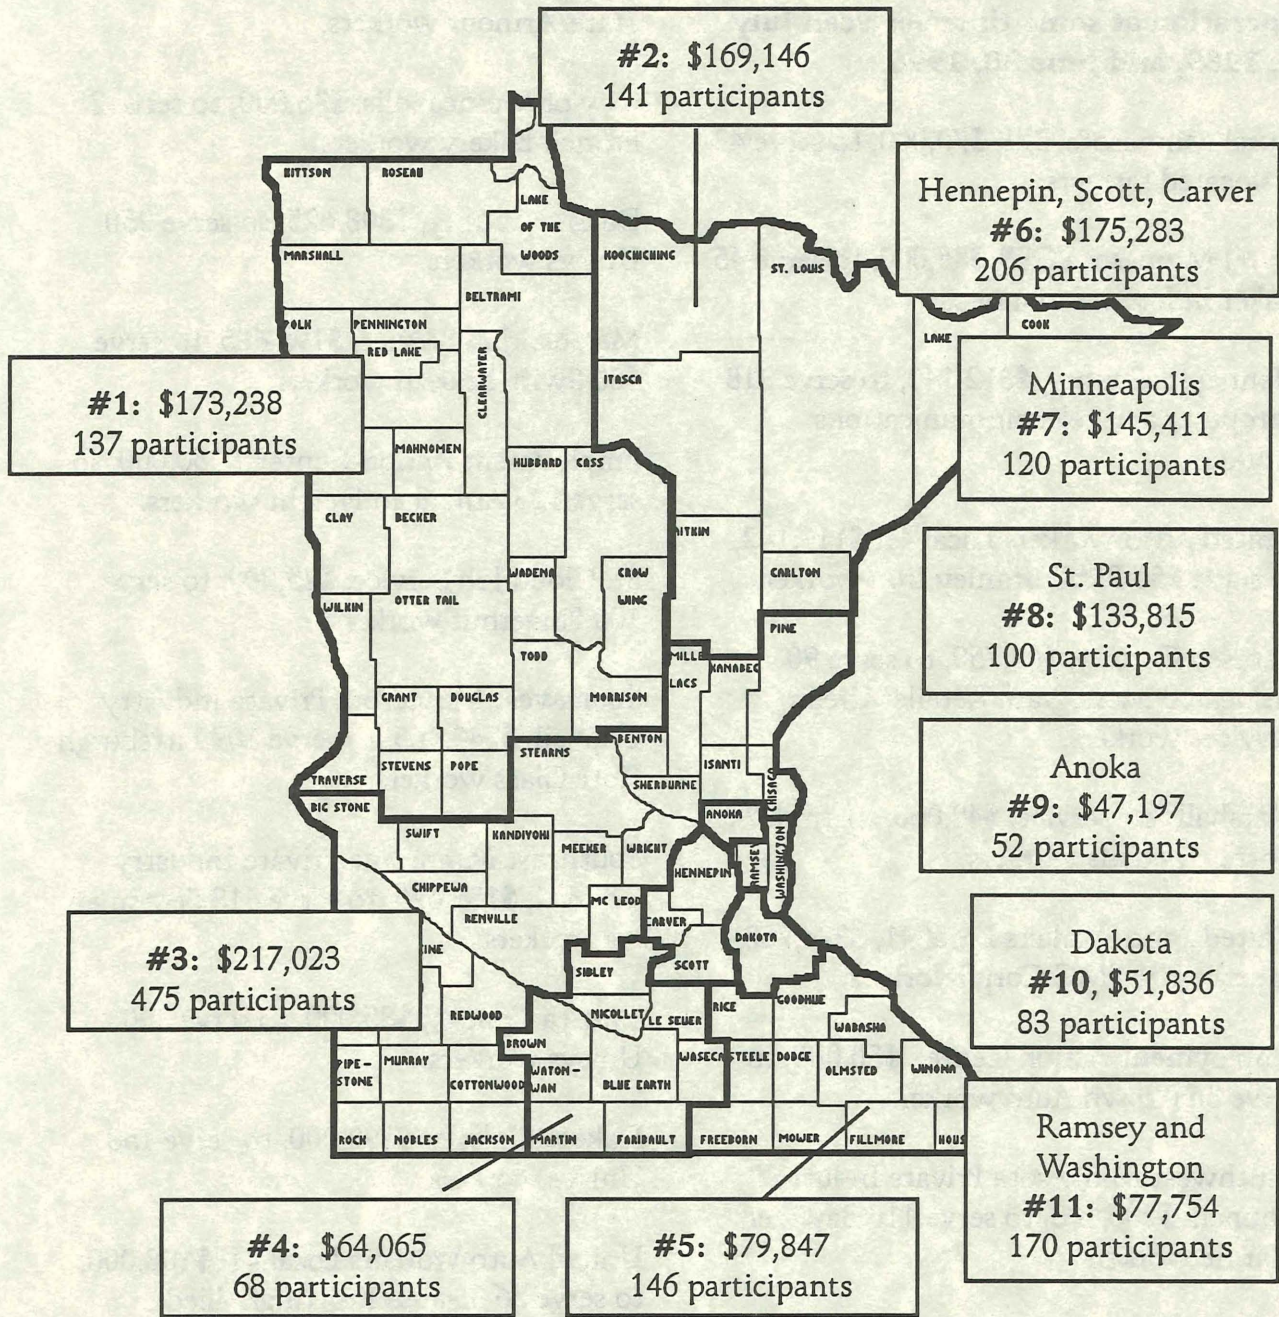 #2: $169,146
141 participants
Hennepin, Scott, Carver
#6: $175,283
206 participants
KITTSON
ROSEAU
LAKE
OF THE
WOODS
KOOCHICHING
ST. LOUIS
MARSHALL
BELTRAMI
POLK
PENNINGTON
RED LAKE
CLEARWATER
ITASCA
LAKE
COOK
#1: $173,238
137 participants
Minneapolis
#7: $145,411
120 participants
MAHNOMEN
HUBBARD
CASS
CLAY
BECKER
AITKIN
CARLTON
WADENA
CROW
WING
WILKIN
OTTER TAIL
St. Paul
#8: $133,815
100 participants
PINE
TODD
MILLE
LACS
KANABEC
GRANT
DOUGLAS
MORRISON
BENTON
STEARNS
ISANTI
STEVENS
POPE
TRAVERSE
SHERBURNE
CHISAGO
BIG STONE
ANOKA
Anoka
#9: $47,197
52 participants
SWIFT
KANDIYOHI
MEEKER
WRIGHT
HENNEPIN
RAMSEY
WASHINGTON
CHIPPEWA
MC LEOD
RENVILLE
CARVER
DAKOTA
#3: $217,023
475 participants
CINE
SIBLEY
SCOTT
Dakota
#10, $51,836
83 participants
REDWOOD
NICOLLET
LE SEUER
RICE
GOODHUE
WABASHA
BROWN
PIPE-
STONE
MURRAY
COTTONWOOD
WATON-
WAN
BLUE EARTH
WASECA
STEELE
DODGE
OLMSTED
WINONA
ROCK
NOBLES
JACKSON
MARTIN
FARIBAULT
FREEBORN
MOWER
FILLMORE
HOUS
Ramsey and
Washington
#11: $77,754
170 participants
#4: $64,065
68 participants
#5: $79,847
146 participants